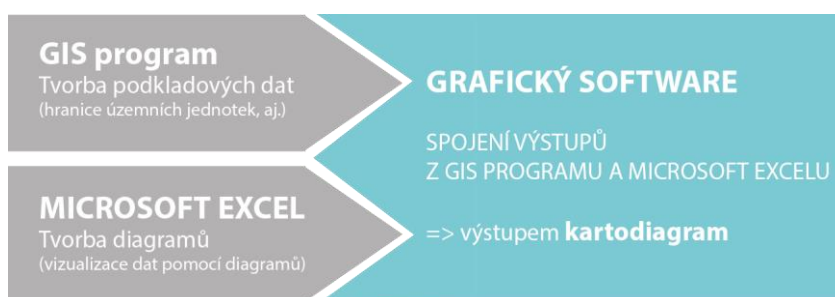 GIS program
Tvorba podkladových dat
(hranice územních jednotek, aj.)
MICROSOFT EXCEL
Tvorba diagramů
(vizualizace dat pomocí diagramů)
GRAFICKÝ SOFTWARE
SPOJENÍ VÝSTUPŮ
Z GIS PROGRAMU A MICROSOFT EXCELU
=> výstupem kartodiagram